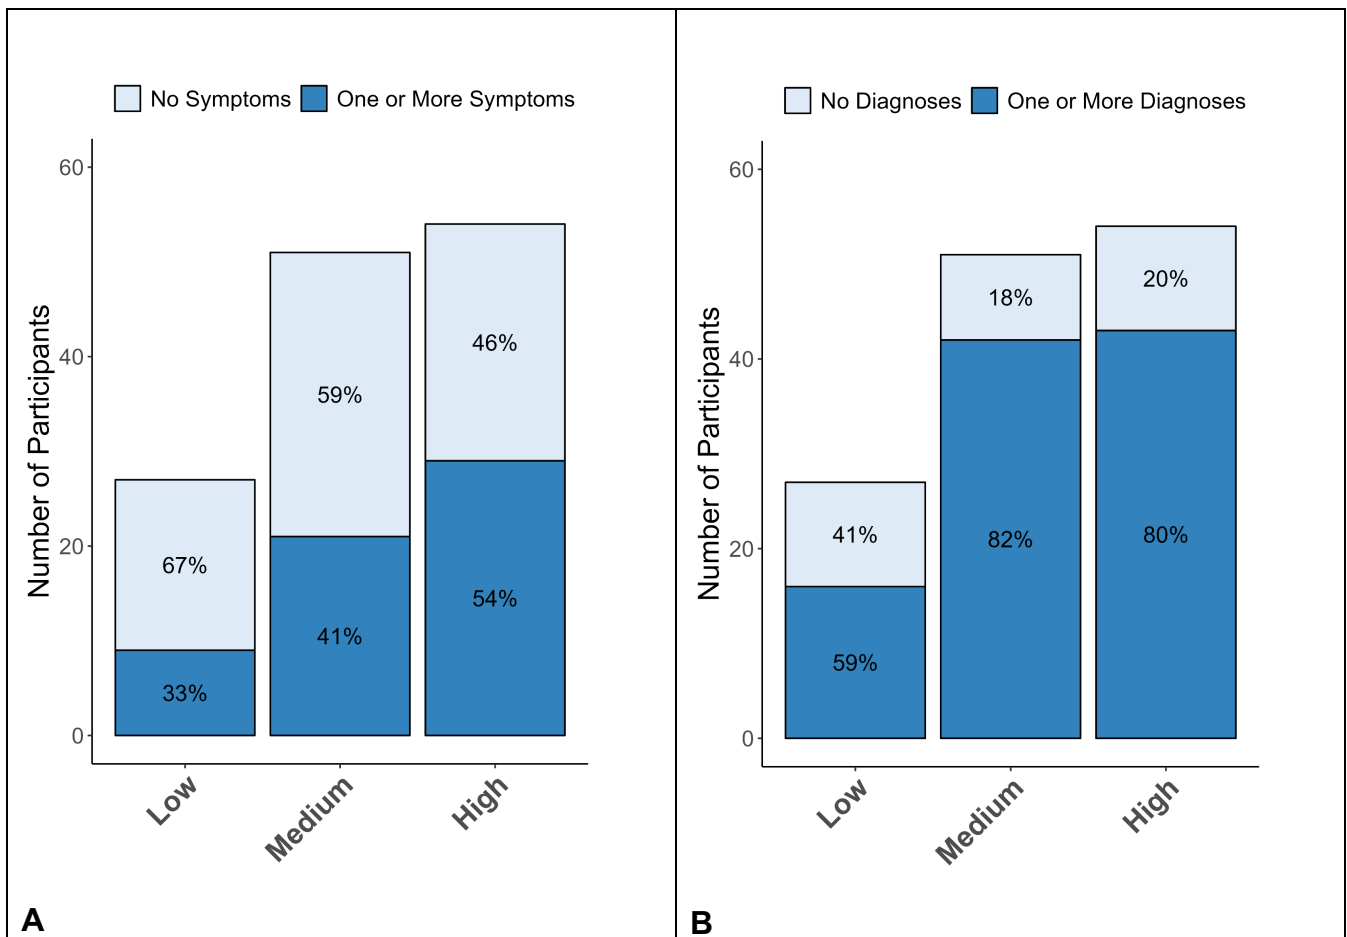 No Symptoms One or More Symptoms
Number of Participants
60
40
20
0
67%
33%
59%
41%
46%
54%
Low
Medium
High
A
No Diagnoses One or More Diagnoses
Number of Participants
60
40
20
0
41%
59%
18%
82%
20%
80%
Low
Medium
High
B